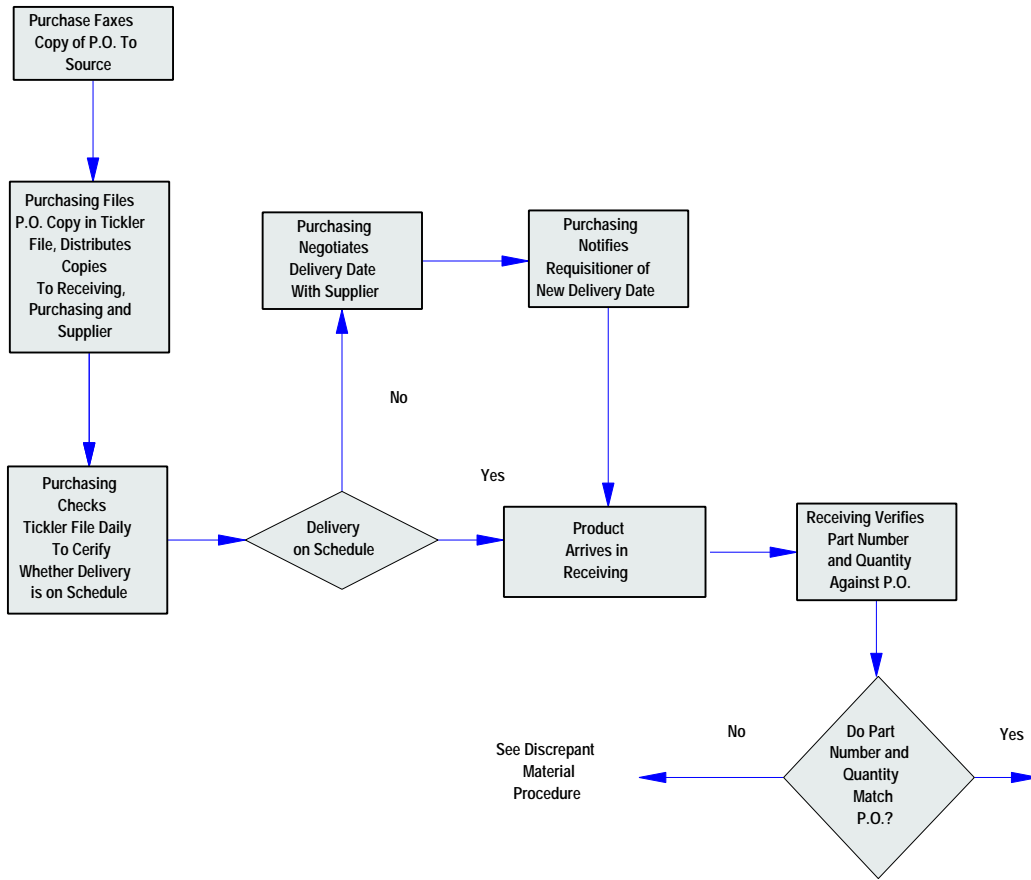 Purchase Faxes
Copy of P.O. To
Source
Purchasing Files
P.O. Copy in Tickler
File, Distributes
Copies
To Receiving,
Purchasing and
Supplier
Purchasing
Negotiates
Delivery Date
With Supplier
Purchasing
Notifies
Requisitioner of
New Delivery Date
No
Yes
Purchasing
Checks
Tickler File Daily
To Cerify
Whether Delivery
is on Schedule
Delivery
on Schedule
Product
Arrives in
Receiving
Receiving Verifies
Part Number
and Quantity
Against P.O.
See Discrepant
Material
Procedure
No
Do Part
Number and
Quantity
Match
P.O.?
Yes